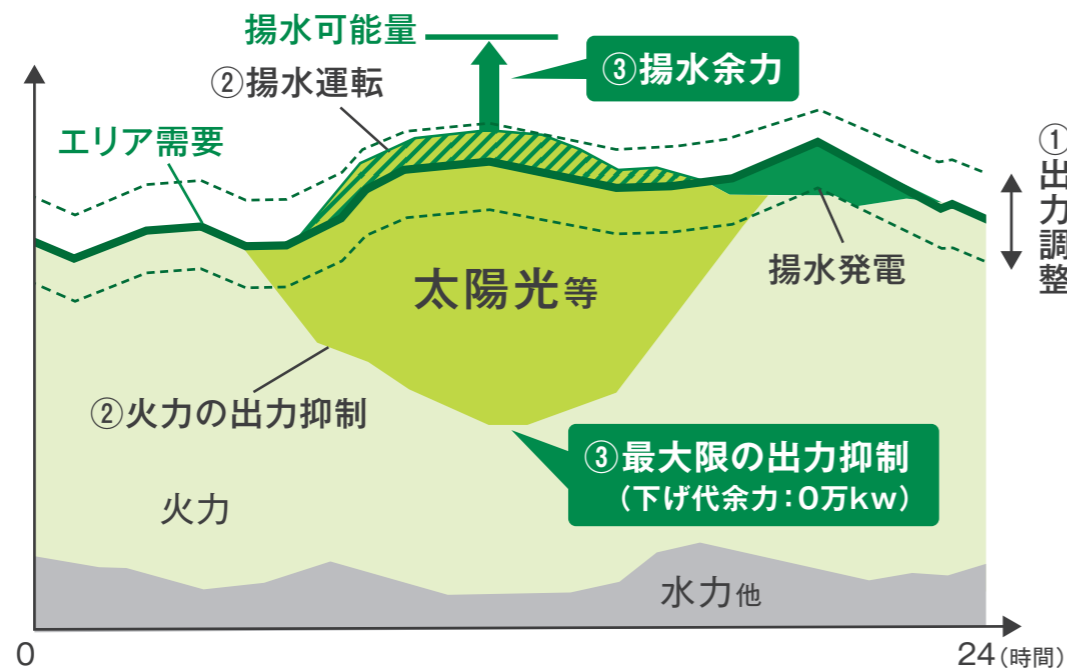 揚水可能量
②揚水運転
③揚水余力
エリア需要
①出力調整
太陽光等
揚水発電
②火力の出力抑制
③最大限の出力抑制
（下げ代余力：0万kw）
火力
水力他
0
24（時間）